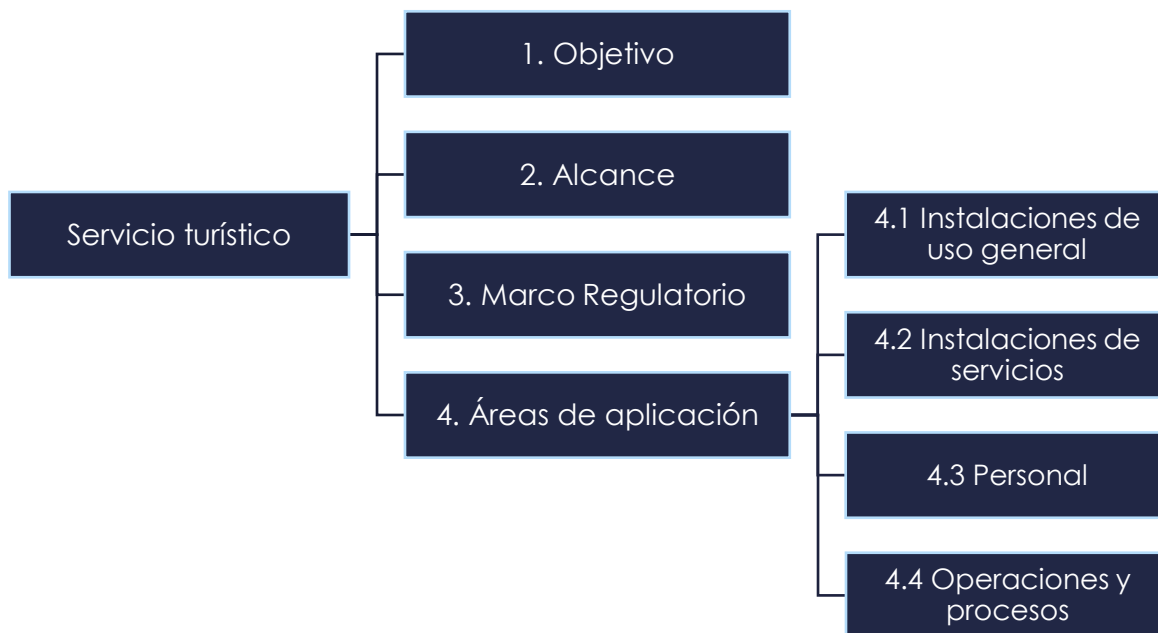 Servicio turístico
1. Objetivo
2. Alcance
3. Marco Regulatorio
4. Áreas de aplicación
4.1 Instalaciones de
uso general
4.2 Instalaciones de
servicios
4.3 Personal
4.4 Operaciones y
procesos